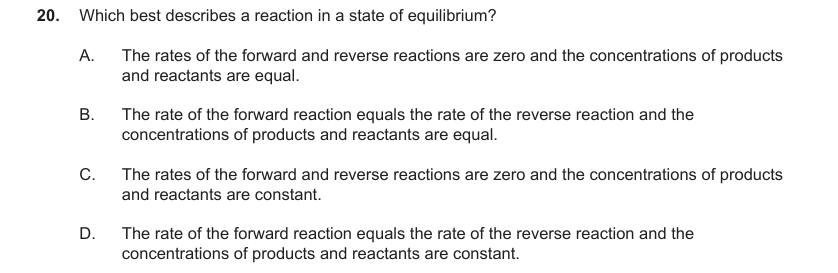 20. Which best describes a reaction in a state of equilibrium?
A. The rates of the forward and reverse reactions are zero and the concentrations of products
and reactants are equal.
B. The rate of the forward reaction equals the rate of the reverse reaction and the
concentrations of products and reactants are equal.
C. The rates of the forward and reverse reactions are zero and the concentrations of products
and reactants are constant.
D. The rate of the forward reaction equals the rate of the reverse reaction and the
concentrations of products and reactants are constant.